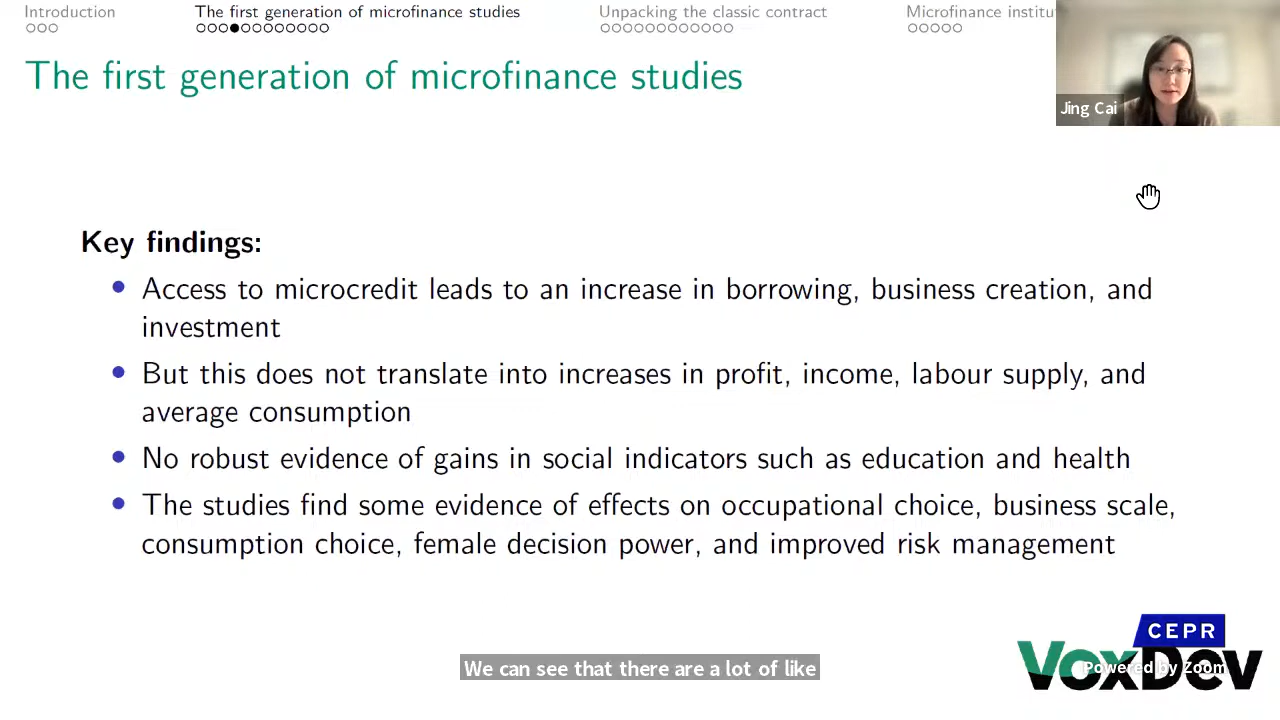 Introduction
The first generation of microfinance studies
Unpacking the classic contract
Microfinance institu
Jing Cai
The first generation of microfinance studies
Key findings:
Access to microcredit leads to an increase in borrowing, business creation, and
investment
But this does not translate into increases in profit, income, labour supply, and
average consumption
No robust evidence of gains in social indicators such as education and health
The studies find some evidence of effects on occupational choice, business scale,
consumption choice, female decision power, and improved risk management
CEPR
VoxDev
Powered by Zoom
We can see that there are a lot of like